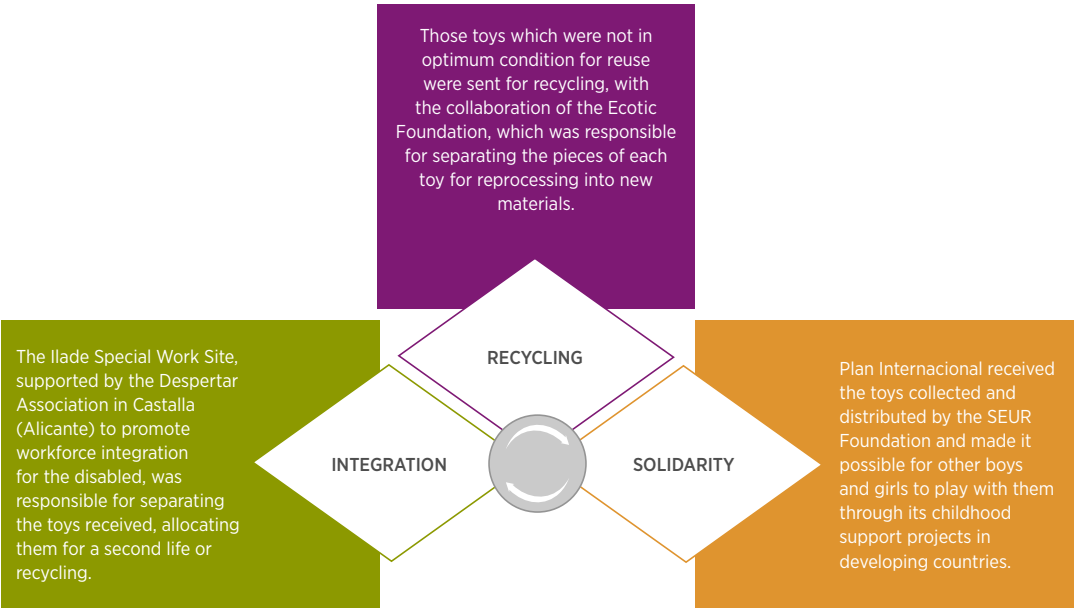 Those toys which were not in
optimum condition for reuse
were sent for recycling, with
the collaboration of the Ecotic
Foundation, which was responsible
for separating the pieces of each
toy for reprocessing into new
materials.
RECYCLING
The Ilade Special Work Site,
supported by the Despertar
Association in Castalla
(Alicante) to promote
workforce integration
for the disabled, was
responsible for separating
the toys received, allocating
them for a second life or
recycling.
INTEGRATION
SOLIDARITY
Plan Internacional received
the toys collected and
distributed by the SEUR
Foundation and made it
possible for other boys
and girls to play with them
through its childhood
support projects in
developing countries.